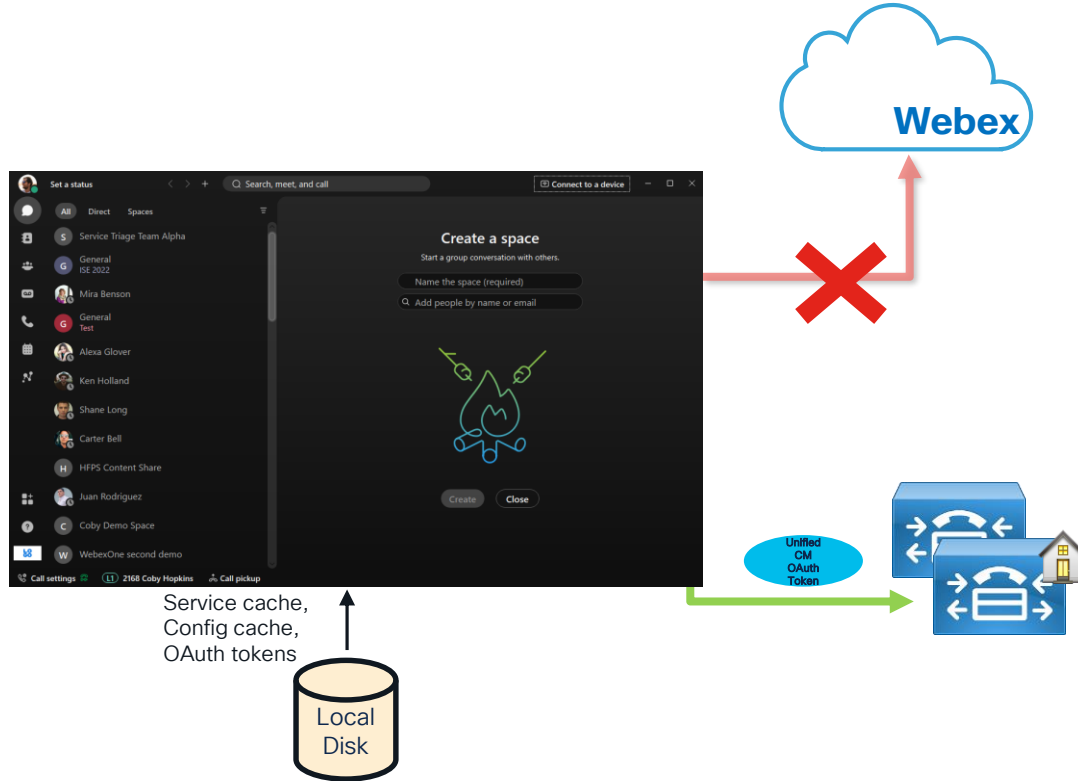 Webex
Set a status
Search, meet, and call
Connect to a device
All Direct Spaces
S Service Triage Team Alpha
G General
ISE 2022
Mira Benson
G General
Test
Alexa Glover
Ken Holland
Shane Long
Carter Bell
H HFPS Content Share
Juan Rodriguez
C Coby Demo Space
W WebexOne second demo
Call settings L1 2168 Coby Hopkins Call pickup
Create a space
Start a group conversation with others.
Name the space (required)
Add people by name or email
Create Close
Unified
CM
OAuth
Token
Service cache,
Config cache,
OAuth tokens
Local
Disk